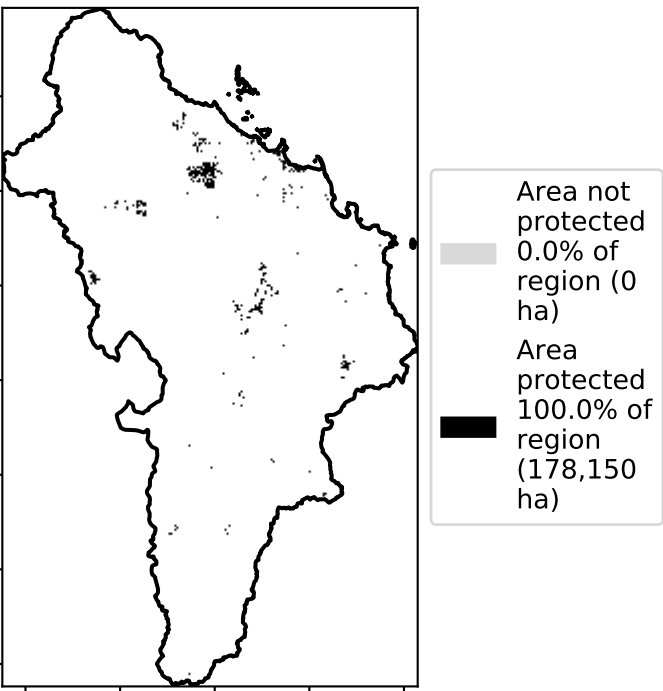 Area not
protected
0.0% of
region (0
ha)
Area
protected
100.0% of
region
(178,150
ha)